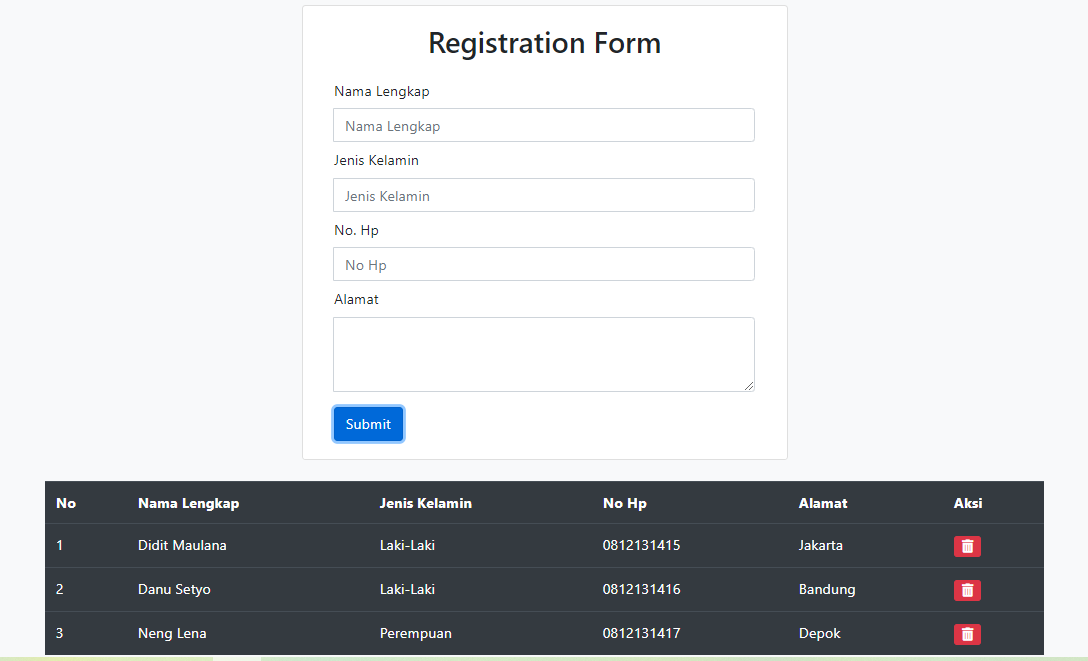 Registration Form
Nama Lengkap
Nama Lengkap
Jenis Kelamin
Jenis Kelamin
No. Hp
No Hp
Alamat
Submit
No Nama Lengkap Jenis Kelamin No Hp Alamat Aksi
1 Didit Maulana Laki-Laki 0812131415 Jakarta
2 Danu Setyo Laki-Laki 0812131416 Bandung
3 Neng Lena Perempuan 0812131417 Depok